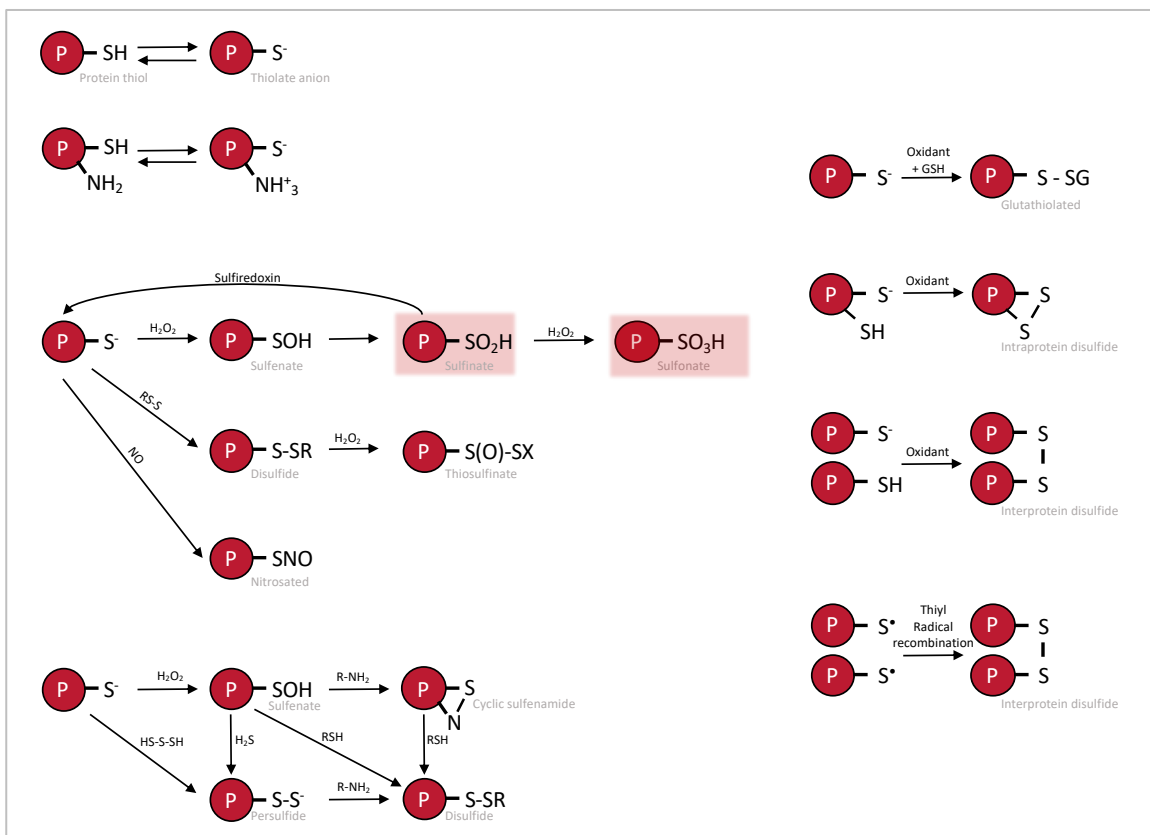 P SH P S⁻
Protein thiol Thiolate anion
P SH P S⁻
NH₂ NH⁺₃
Sulfiredoxin
P S⁻ H₂O₂ P SOH P SO₂H H₂O₂ P SO₃H
Sulfenate Sulfinate Sulfonate
RS-S
P S-SR H₂O₂ P S(O)-SX
Disulfide Thiosulfinate
NO
P SNO
Nitrosated
P S⁻ H₂O₂ P SOH R-NH₂ P S
Sulfenate Cyclic sulfenamide
N
HS-S-SH H₂S RSH RSH
P S-S⁻ R-NH₂ P S-SR
Persulfide Disulfide
Oxidant
+ GSH
P S⁻ P S - SG
Glutathiolated
P S⁻ Oxidant P S
SH S
Intraprotein disulfide
P S⁻ P S
Oxidant
P SH P S
Interprotein disulfide
Thiyl
Radical
recombination
P S• P S
P S• P S
Interprotein disulfide